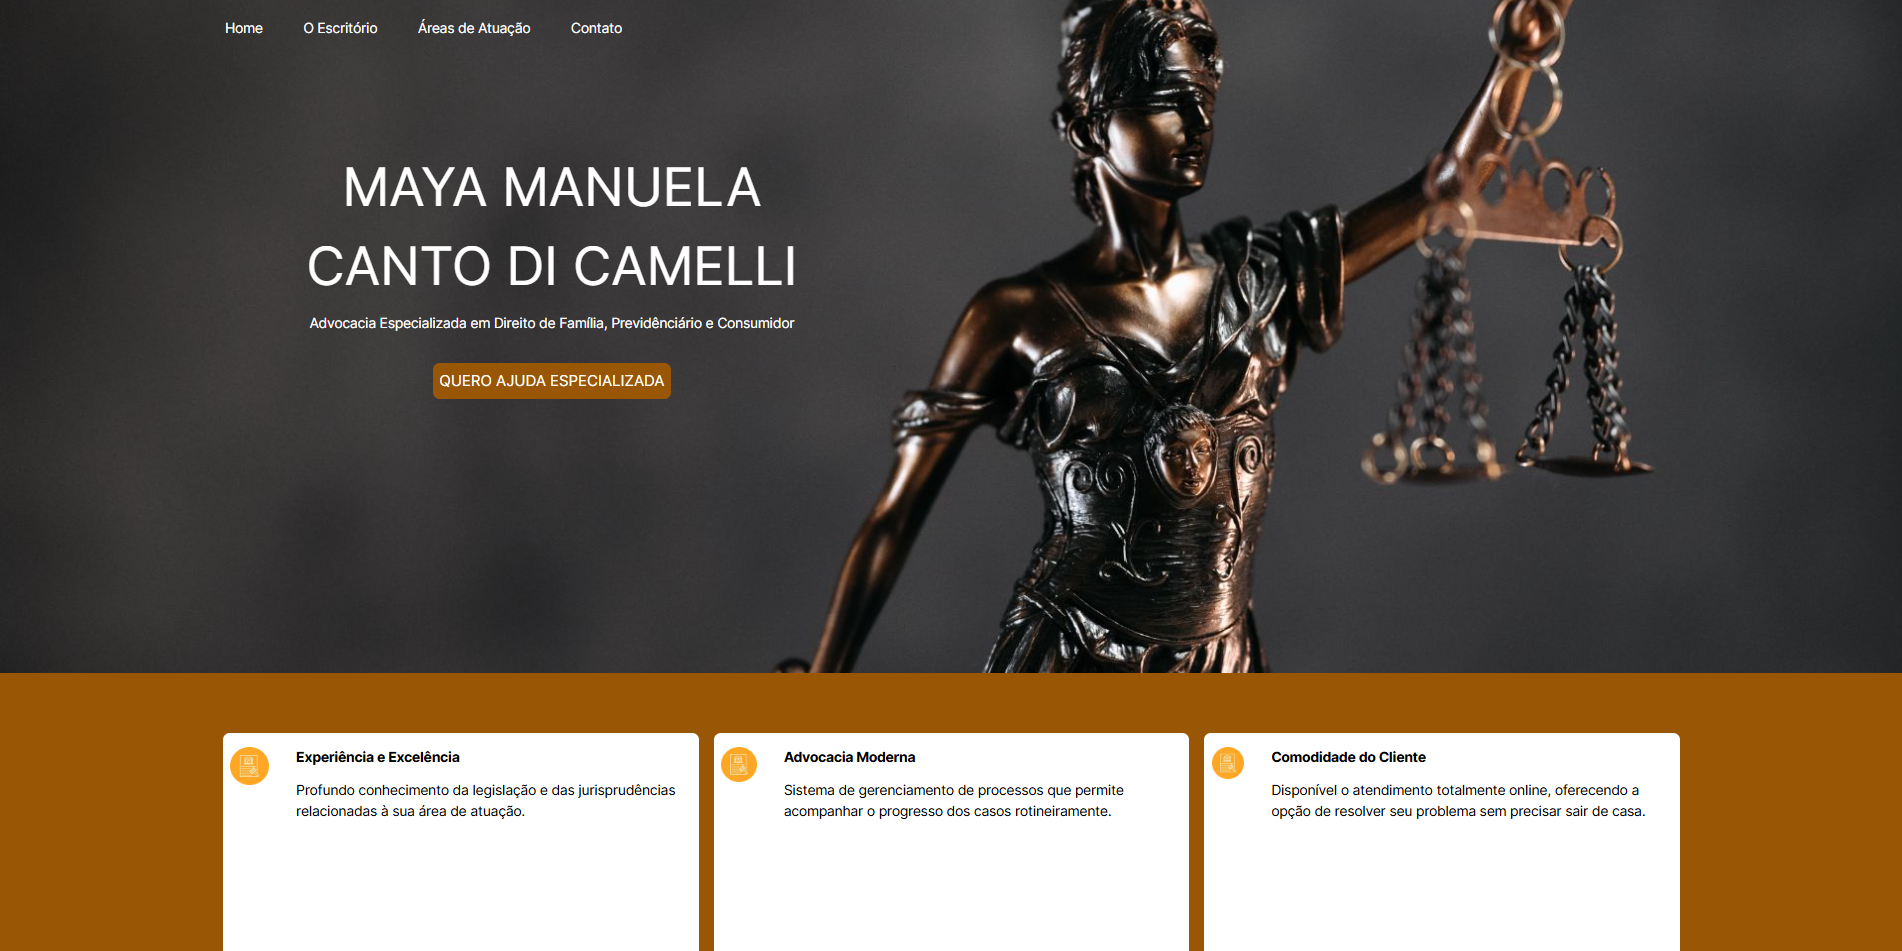 Home
O Escritório
Áreas de Atuação
Contato
MAYA MANUELA
CANTO DI CAMELLI
Advocacia Especializada em Direito de Família, Previdênciário e Consumidor
QUERO AJUDA ESPECIALIZADA
Experiência e Excelência
Profundo conhecimento da legislação e das jurisprudências
relacionadas à sua área de atuação.
Advocacia Moderna
Sistema de gerenciamento de processos que permite
acompanhar o progresso dos casos rotineiramente.
Comodidade do Cliente
Disponível o atendimento totalmente online, oferecendo a
opção de resolver seu problema sem precisar sair de casa.